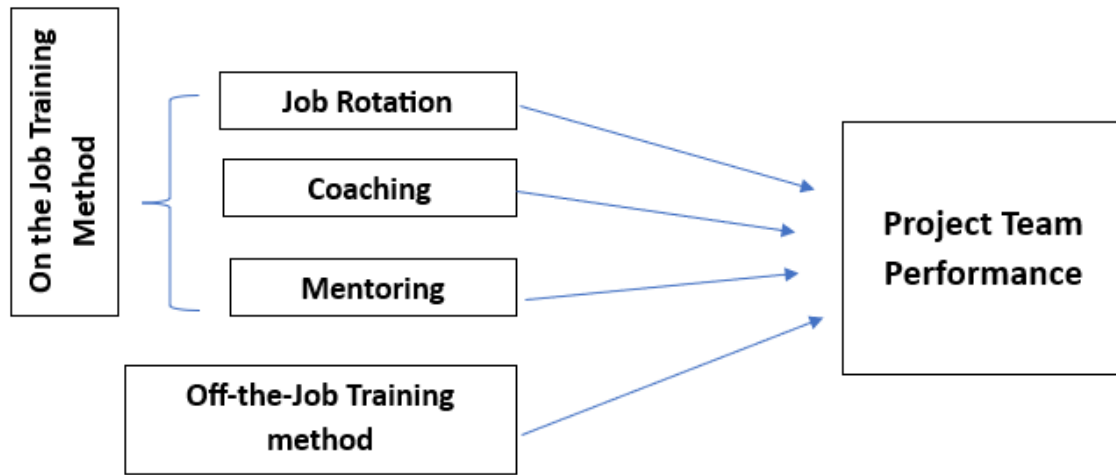 On the Job Training
Method
Job Rotation
Coaching
Mentoring
Off-the-Job Training
method
Project Team
Performance